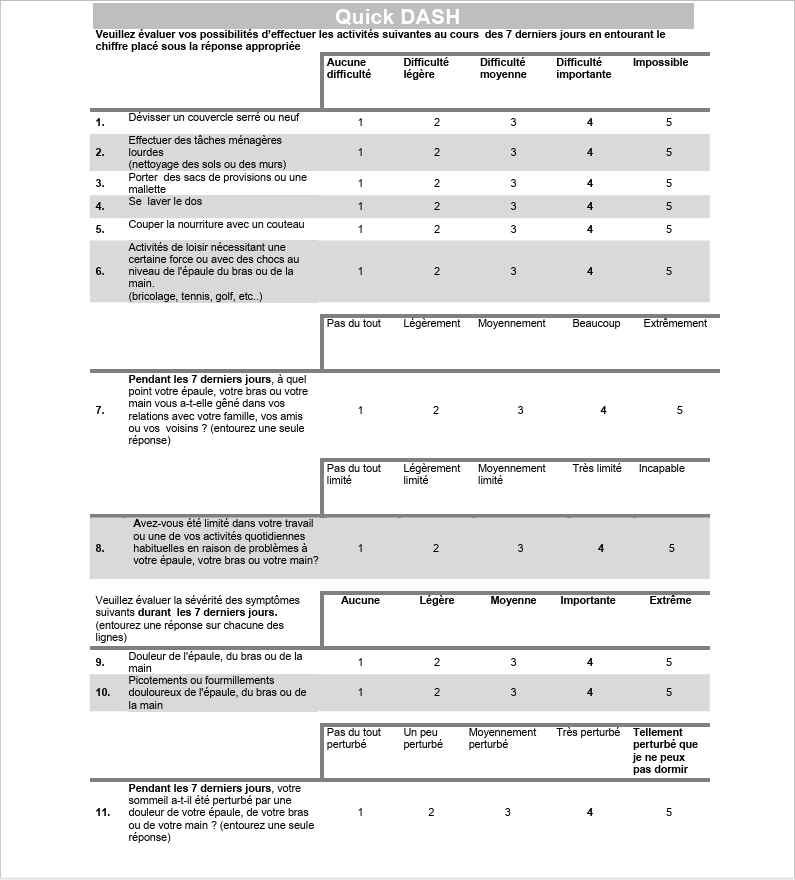 Quick DASH
Veuillez évaluer vos possibilités d'effectuer les activités suivantes au cours des 7 derniers jours en entourant le
chiffre placé sous la réponse appropriée
Aucune difficulté Difficulté légère Difficulté moyenne Difficulté importante Impossible
1. Dévisser un couvercle serré ou neuf 1 2 3 4 5
2. Effectuer des tâches ménagères
lourdes
(nettoyage des sols ou des murs) 1 2 3 4 5
3. Porter des sacs de provisions ou une
mallette 1 2 3 4 5
4. Se laver le dos 1 2 3 4 5
5. Couper la nourriture avec un couteau 1 2 3 4 5
6. Activités de loisir nécessitant une
certaine force ou avec des chocs au
niveau de l'épaule du bras ou de la
main.
(bricolage, tennis, golf, etc..) 1 2 3 4 5
Pas du tout Légèrement Moyennement Beaucoup Extrêmement
7. Pendant les 7 derniers jours, à quel
point votre épaule, votre bras ou votre
main vous a-t-elle gêné dans vos
relations avec votre famille, vos amis
ou vos voisins ? (entourez une seule
réponse) 1 2 3 4 5
Pas du tout limité Légèrement limité Moyennement limité Très limité Incapable
8. Avez-vous été limité dans votre travail
ou une de vos activités quotidiennes
habituelles en raison de problèmes à
votre épaule, votre bras ou votre main? 1 2 3 4 5
Veuillez évaluer la sévérité des symptômes
suivants durant les 7 derniers jours.
(entourez une réponse sur chacune des
lignes)
Aucune Légère Moyenne Importante Extrême
9. Douleur de l'épaule, du bras ou de la
main 1 2 3 4 5
10. Picotements ou fourmillements
douloureux de l'épaule, du bras ou de
la main 1 2 3 4 5
Pas du tout perturbé Un peu perturbé Moyennement perturbé Très perturbé Tellement perturbé que je ne peux pas dormir
11. Pendant les 7 derniers jours, votre
sommeil a-t-il été perturbé par une
douleur de votre épaule, de votre bras
ou de votre main ? (entourez une seule
réponse) 1 2 3 4 5